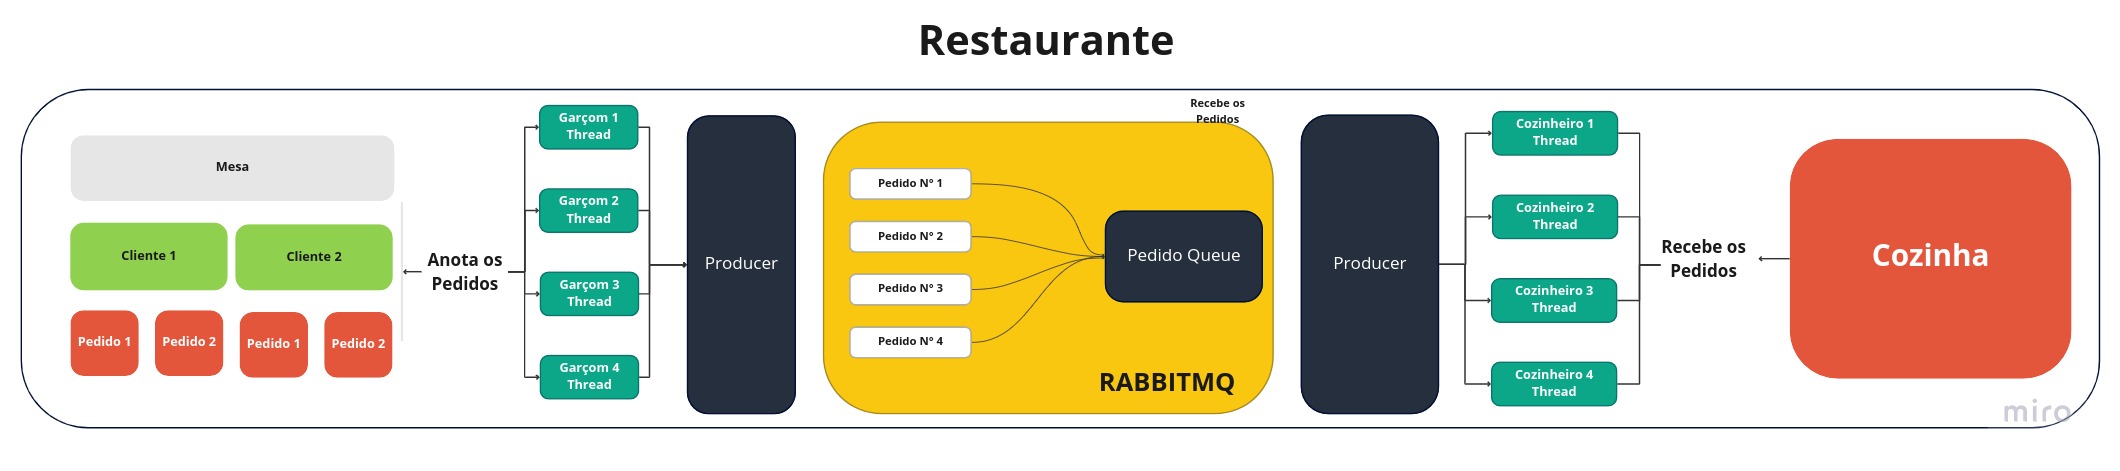 Restaurante
Mesa
Cliente 1
Cliente 2
Pedido 1
Pedido 2
Pedido 1
Pedido 2
Anota os
Pedidos
Garçom 1
Thread
Garçom 2
Thread
Garçom 3
Thread
Garçom 4
Thread
Producer
Recebe os
Pedidos
Pedido Nº 1
Pedido Nº 2
Pedido Nº 3
Pedido Nº 4
Pedido Queue
RABBITMQ
Producer
Cozinheiro 1
Thread
Cozinheiro 2
Thread
Cozinheiro 3
Thread
Cozinheiro 4
Thread
Recebe os
Pedidos
Cozinha
miro